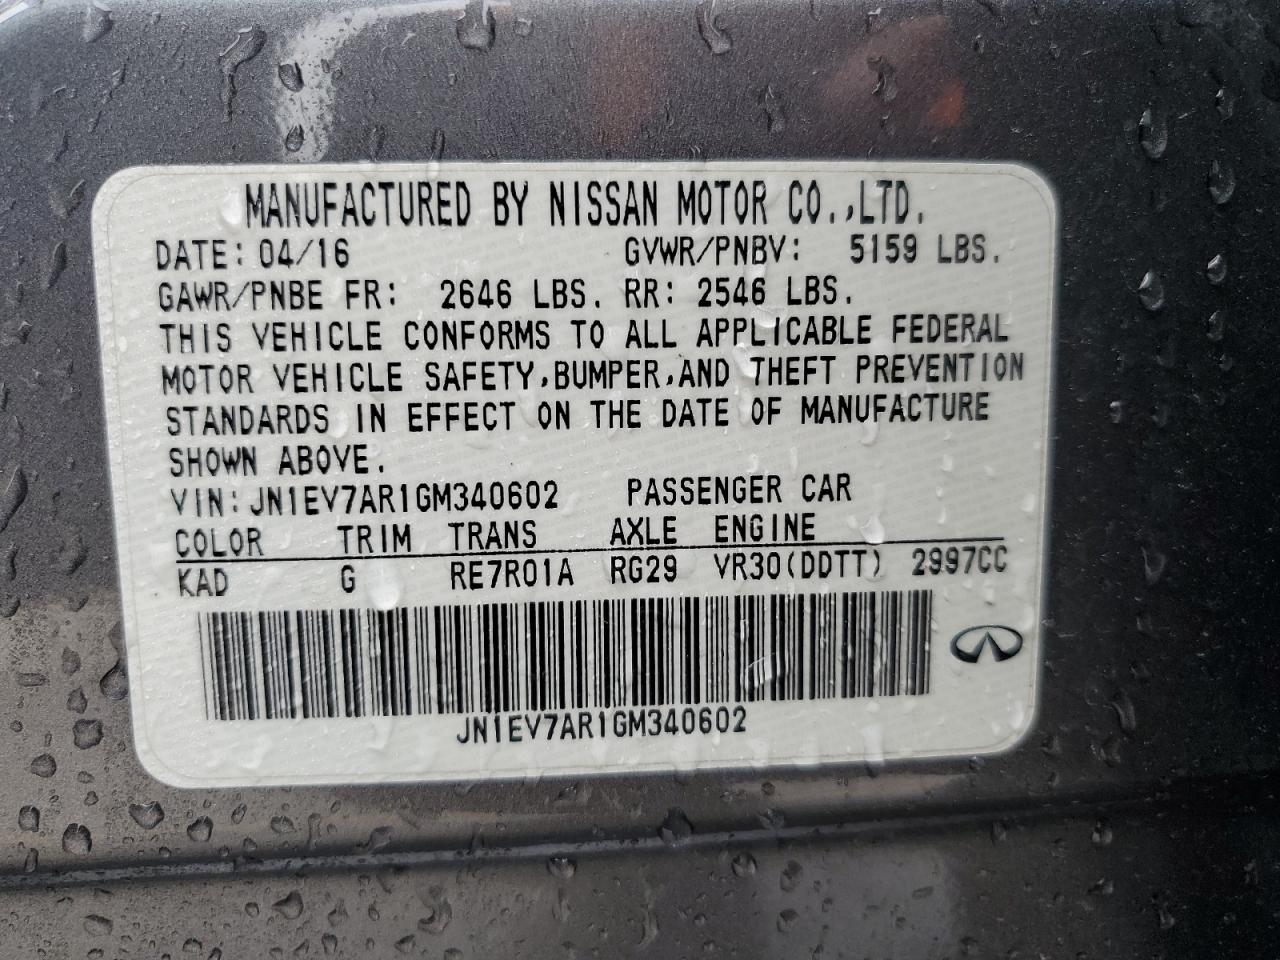 MANUFACTURED BY NISSAN MOTOR CO.,LTD.
DATE: 04/16 GVWR/PNBV: 5159 LBS.
GAWR/PNBE FR: 2646 LBS. RR: 2546 LBS.
THIS VEHICLE CONFORMS TO ALL APPLICABLE FEDERAL
MOTOR VEHICLE SAFETY,BUMPER,AND THEFT PREVENTION
STANDARDS IN EFFECT ON THE DATE OF MANUFACTURE
SHOWN ABOVE.
VIN:JN1EV7AR1GM340602 PASSENGER CAR
COLOR TRIM TRANS AXLE ENGINE
KAD G RE7R01A RG29 VR30(DDTT) 2997CC
JN1EV7AR1GM340602